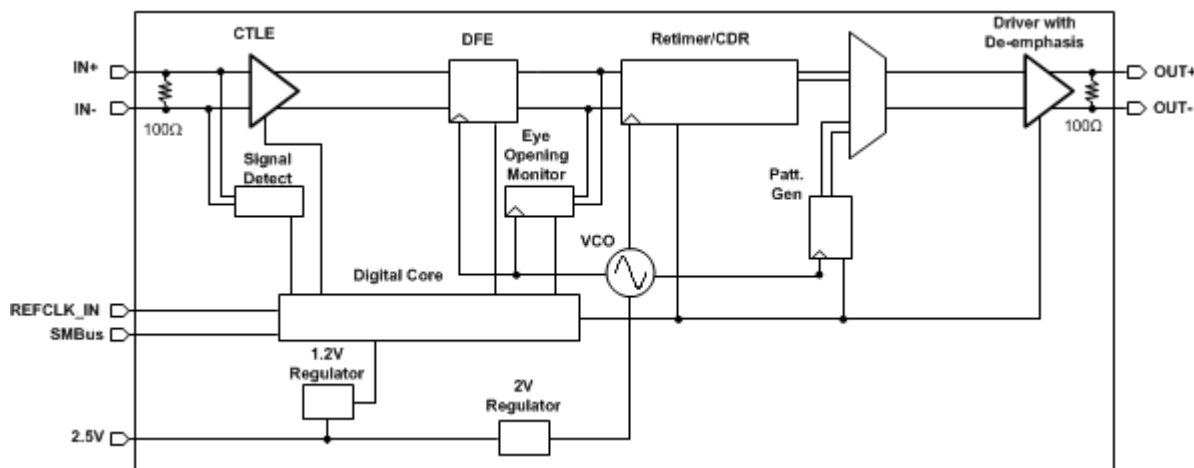 CTLE
DFE
Retimer/CDR
Driver with
De-emphasis
IN+
OUT+
IN-
OUT-
100Ω
100Ω
Signal
Detect
Eye
Opening
Monitor
Patt.
Gen
VCO
Digital Core
REFCLK_IN
SMBus
1.2V
Regulator
2V
Regulator
2.5V